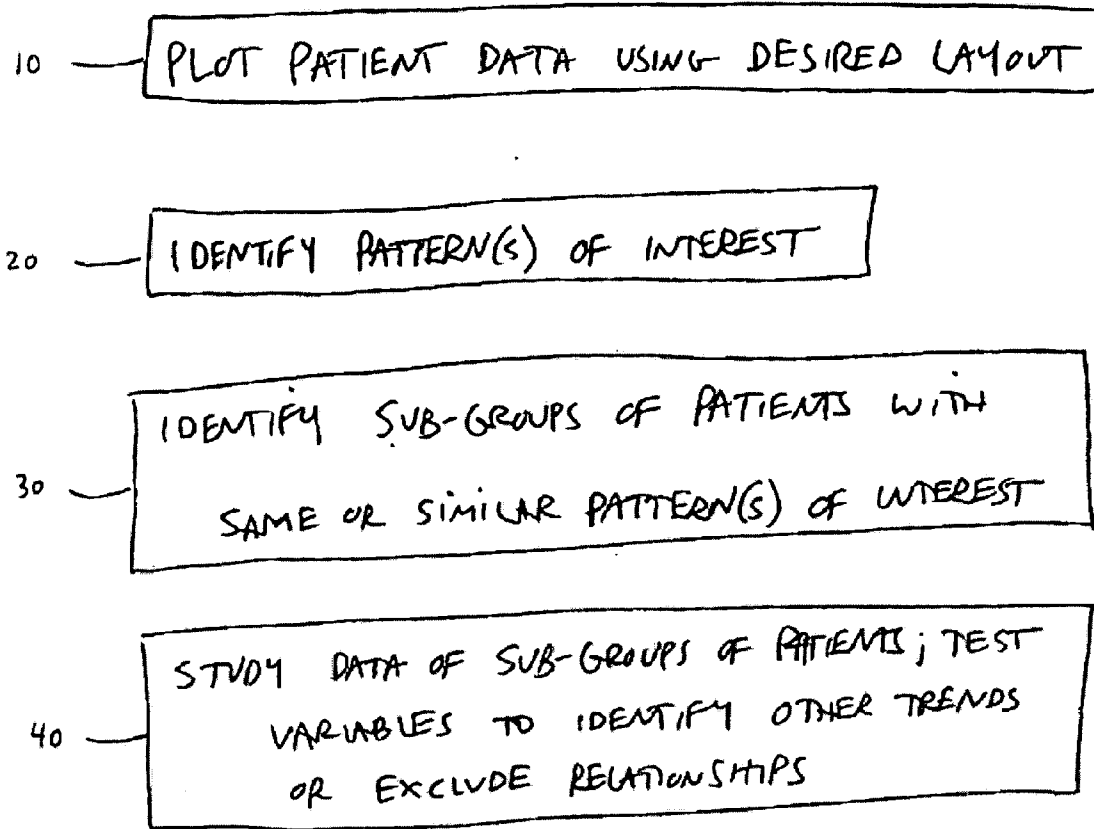 10 PLOT PATIENT DATA USING DESIRED LAYOUT
20 IDENTIFY PATTERN(S) OF INTEREST
IDENTIFY SUB-GROUPS OF PATIENTS WITH
30 SAME OR SIMILAR PATTERN(S) OF INTEREST
STUDY DATA OF SUB-GROUPS OF PATIENTS; TEST
40 VARIABLES TO IDENTIFY OTHER TRENDS
OR EXCLUDE RELATIONSHIPS